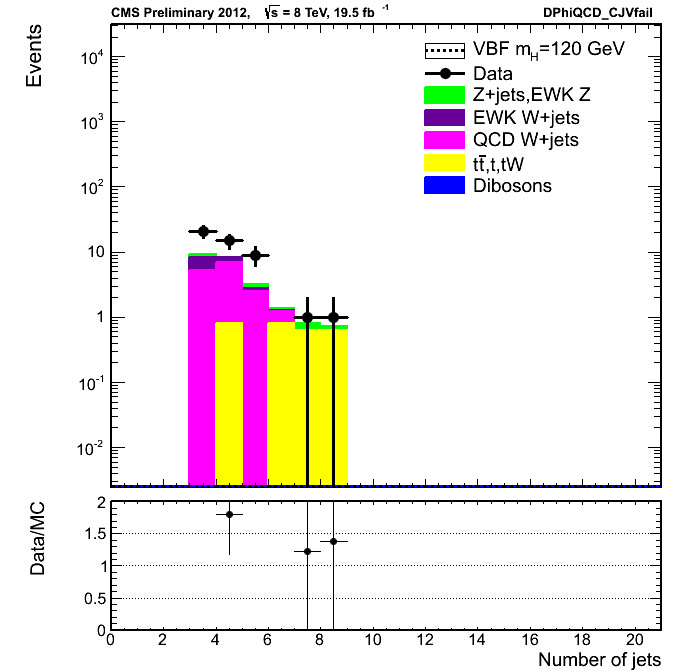 CMS Preliminary 2012, √s = 8 TeV, 19.5 fb⁻¹ DPhiQCD_CJVfail
Events
10⁴
10³
10²
10
1
10⁻¹
10⁻²
VBF m_H=120 GeV
Data
Z+jets,EWK Z
EWK W+jets
QCD W+jets
tt̄,t,tW
Dibosons
Data/MC
2
1.5
1
0.5
0
0 2 4 6 8 10 12 14 16 18 20
Number of jets